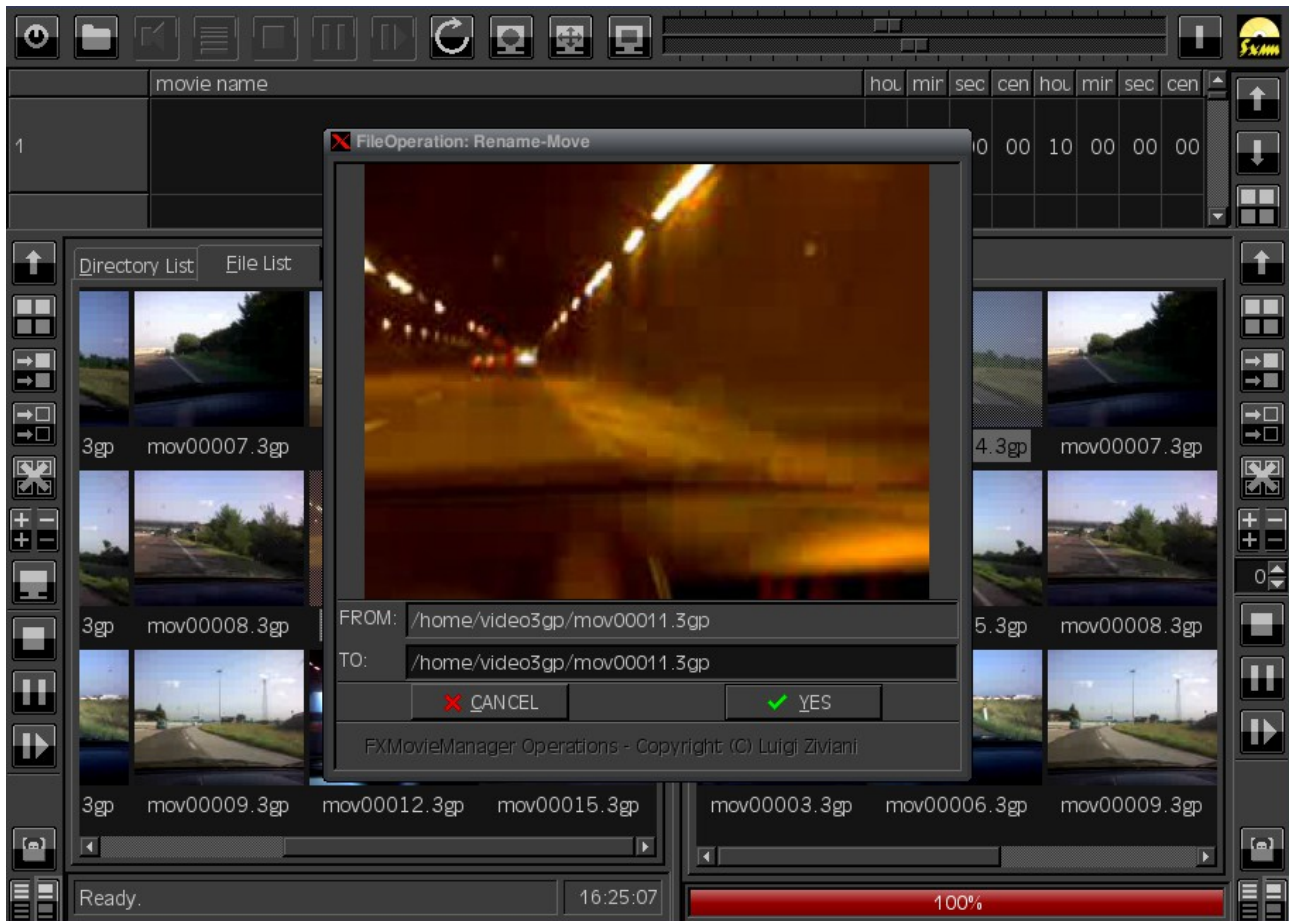 fxmm
movie name hou min sec cen hou min sec cen
1 00 00 10 00 00 00
FileOperation: Rename-Move
Directory List File List
3gp mov00007.3gp 4.3gp mov00007.3gp
3gp mov00008.3gp 5.3gp mov00008.3gp
0
FROM: /home/video3gp/mov00011.3gp
TO: /home/video3gp/mov00011.3gp
CANCEL YES
FXMovieManager Operations - Copyright (C) Luigi Ziviani
3gp mov00009.3gp mov00012.3gp mov00015.3gp mov00003.3gp mov00006.3gp mov00009.3gp
Ready. 16:25:07 100%